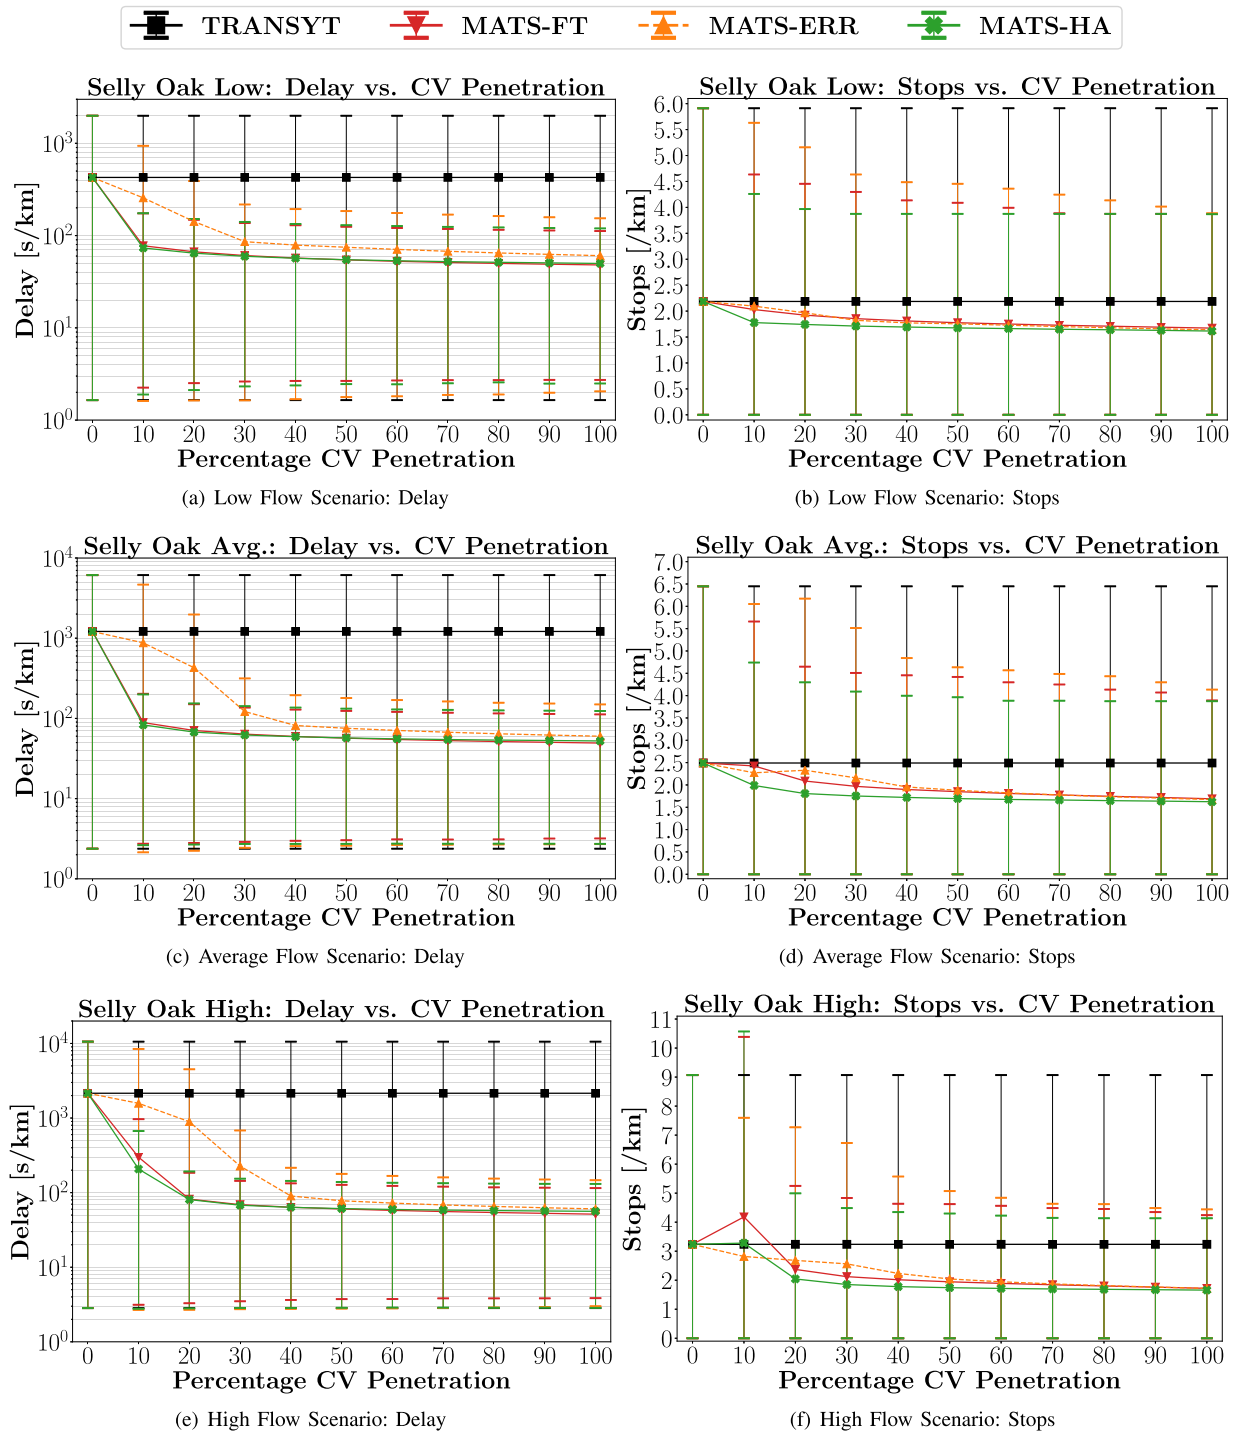 TRANSYT MATS-FT MATS-ERR MATS-HA
Selly Oak Low: Delay vs. CV Penetration
Delay [s/km]
10^3
10^2
10^1
10^0
0 10 20 30 40 50 60 70 80 90 100
Percentage CV Penetration
(a) Low Flow Scenario: Delay
Selly Oak Low: Stops vs. CV Penetration
Stops [/km]
6.0
5.5
5.0
4.5
4.0
3.5
3.0
2.5
2.0
1.5
1.0
0.5
0.0
0 10 20 30 40 50 60 70 80 90 100
Percentage CV Penetration
(b) Low Flow Scenario: Stops
Selly Oak Avg.: Delay vs. CV Penetration
Delay [s/km]
10^4
10^3
10^2
10^1
10^0
0 10 20 30 40 50 60 70 80 90 100
Percentage CV Penetration
(c) Average Flow Scenario: Delay
Selly Oak Avg.: Stops vs. CV Penetration
Stops [/km]
7.0
6.5
6.0
5.5
5.0
4.5
4.0
3.5
3.0
2.5
2.0
1.5
1.0
0.5
0.0
0 10 20 30 40 50 60 70 80 90 100
Percentage CV Penetration
(d) Average Flow Scenario: Stops
Selly Oak High: Delay vs. CV Penetration
Delay [s/km]
10^4
10^3
10^2
10^1
10^0
0 10 20 30 40 50 60 70 80 90 100
Percentage CV Penetration
(e) High Flow Scenario: Delay
Selly Oak High: Stops vs. CV Penetration
Stops [/km]
11
10
9
8
7
6
5
4
3
2
1
0
0 10 20 30 40 50 60 70 80 90 100
Percentage CV Penetration
(f) High Flow Scenario: Stops